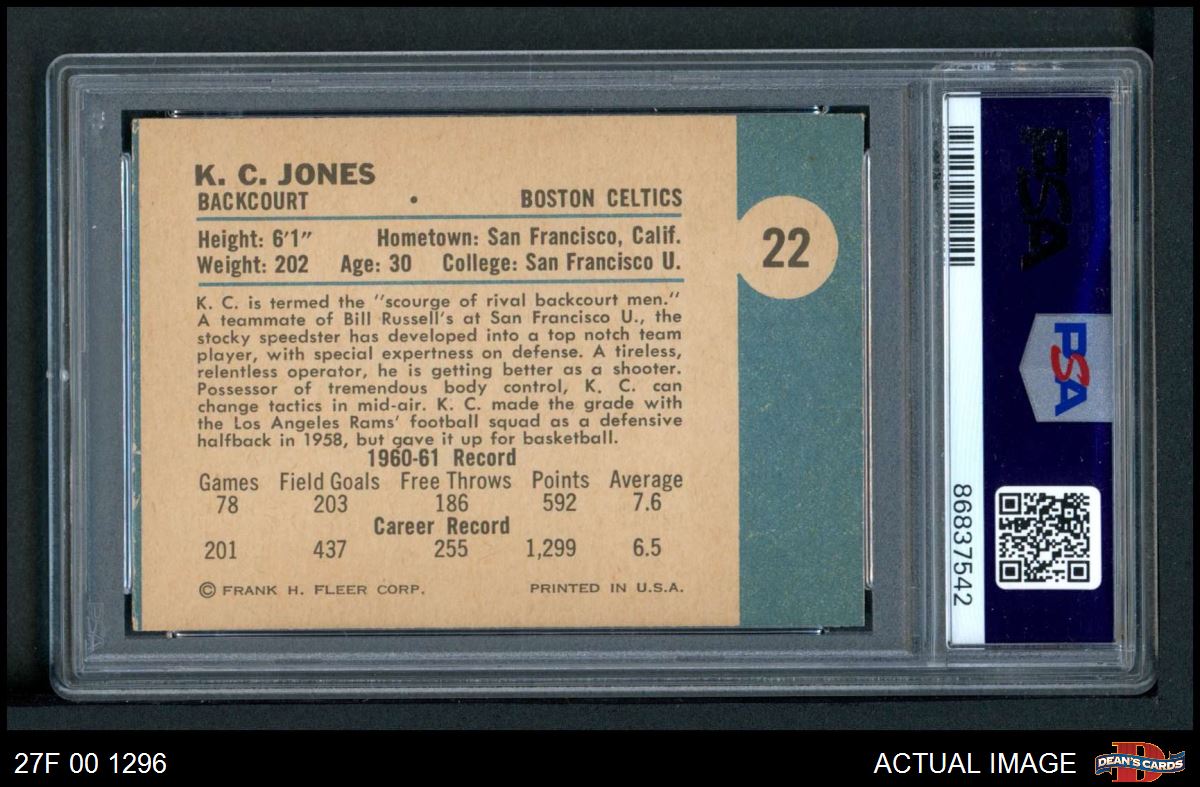 K. C. JONES
BACKCOURT • BOSTON CELTICS
Height: 6'1" Hometown: San Francisco, Calif.
Weight: 202 Age: 30 College: San Francisco U.
22
K. C. is termed the "scourge of rival backcourt men."
A teammate of Bill Russell's at San Francisco U., the
stocky speedster has developed into a top notch team
player, with special expertness on defense. A tireless,
relentless operator, he is getting better as a shooter.
Possessor of tremendous body control, K. C. can
change tactics in mid-air. K. C. made the grade with
the Los Angeles Rams' football squad as a defensive
halfback in 1958, but gave it up for basketball.
1960-61 Record
Games Field Goals Free Throws Points Average
78 203 186 592 7.6
Career Record
201 437 255 1,299 6.5
© FRANK H. FLEER CORP. PRINTED IN U.S.A.
PSA
PSA
86837542
27F 00 1296
ACTUAL IMAGE
DEAN'S CARDS